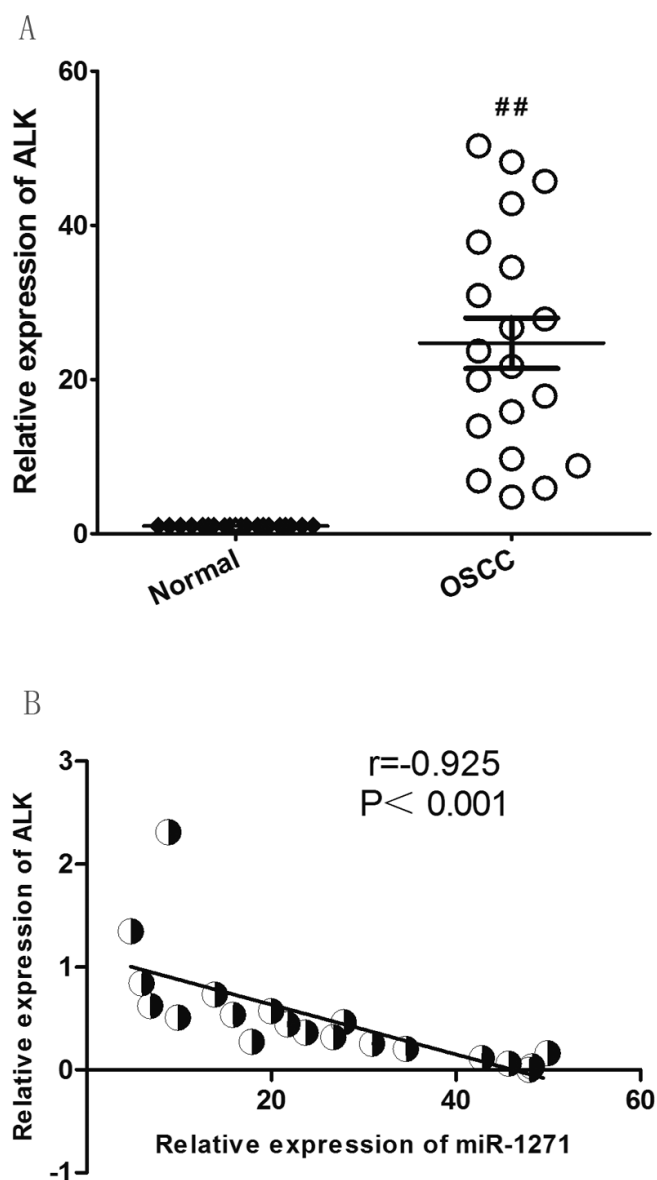 A
Relative expression of ALK
60
40
20
0
##
Normal
OSCC
B
Relative expression of ALK
3
2
1
0
-1
r=-0.925
P< 0.001
20
40
60
Relative expression of miR-1271